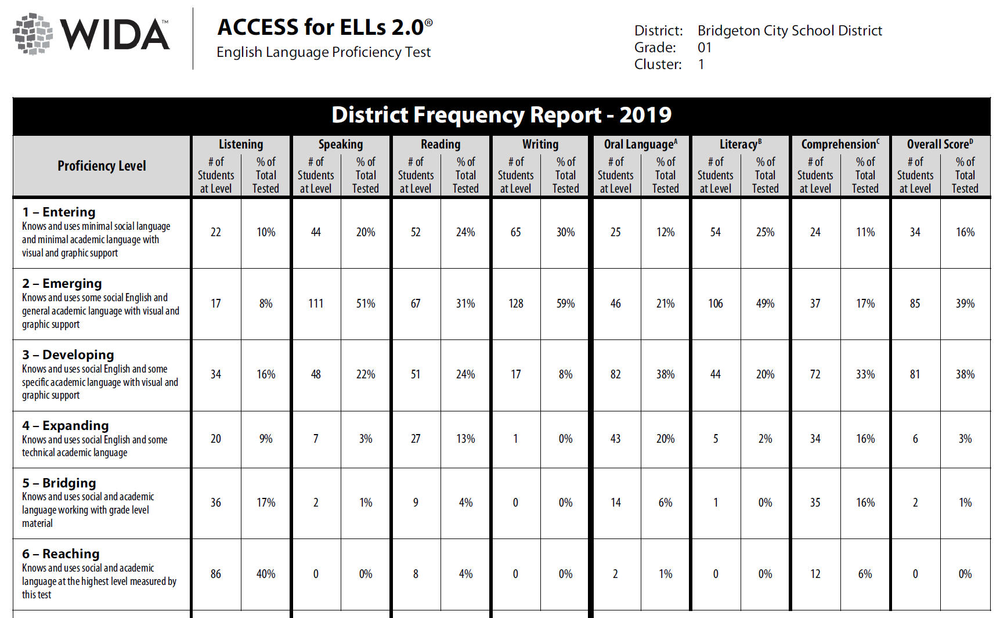 WIDA™
ACCESS for ELLs 2.0®
English Language Proficiency Test
District: Bridgeton City School District
Grade: 01
Cluster: 1
District Frequency Report - 2019
Proficiency Level
Listening Speaking Reading Writing Oral Language^A Literacy^B Comprehension^C Overall Score^D
# of % of # of % of # of % of # of % of # of % of # of % of # of % of # of % of
Students Total Students Total Students Total Students Total Students Total Students Total Students Total Students Total
at Level Tested at Level Tested at Level Tested at Level Tested at Level Tested at Level Tested at Level Tested at Level Tested
1 – Entering
Knows and uses minimal social language
and minimal academic language with
visual and graphic support
22 10% 44 20% 52 24% 65 30% 25 12% 54 25% 24 11% 34 16%
2 – Emerging
Knows and uses some social English and
general academic language with visual and
graphic support
17 8% 111 51% 67 31% 128 59% 46 21% 106 49% 37 17% 85 39%
3 – Developing
Knows and uses social English and some
specific academic language with visual and
graphic support
34 16% 48 22% 51 24% 17 8% 82 38% 44 20% 72 33% 81 38%
4 – Expanding
Knows and uses social English and some
technical academic language
20 9% 7 3% 27 13% 1 0% 43 20% 5 2% 34 16% 6 3%
5 – Bridging
Knows and uses social and academic
language working with grade level
material
36 17% 2 1% 9 4% 0 0% 14 6% 1 0% 35 16% 2 1%
6 – Reaching
Knows and uses social and academic
language at the highest level measured by
this test
86 40% 0 0% 8 4% 0 0% 2 1% 0 0% 12 6% 0 0%